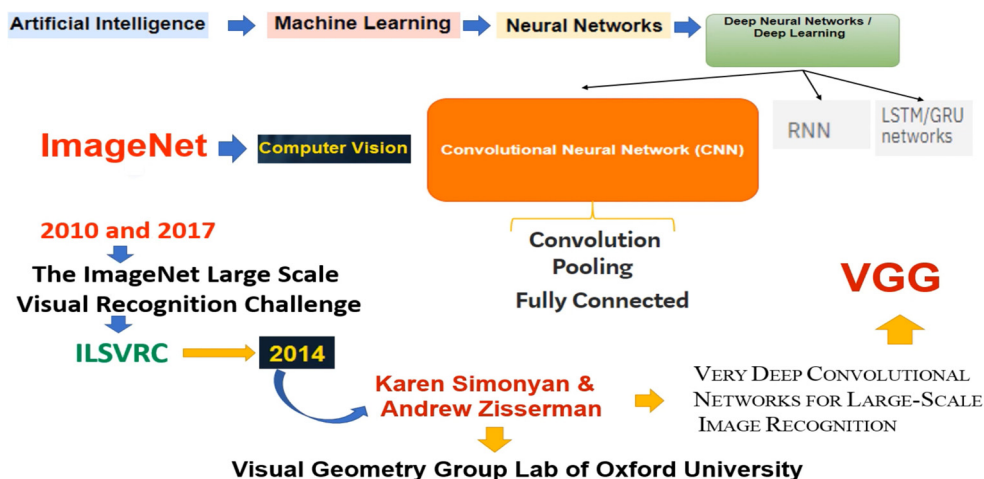 Artificial Intelligence
Machine Learning
Neural Networks
Deep Neural Networks /
Deep Learning
ImageNet
Computer Vision
Convolutional Neural Network (CNN)
RNN
LSTM/GRU
networks
Convolution
Pooling
Fully Connected
2010 and 2017
The ImageNet Large Scale
Visual Recognition Challenge
ILSVRC
2014
Karen Simonyan &
Andrew Zisserman
Visual Geometry Group Lab of Oxford University
VERY DEEP CONVOLUTIONAL
NETWORKS FOR LARGE-SCALE
IMAGE RECOGNITION
VGG